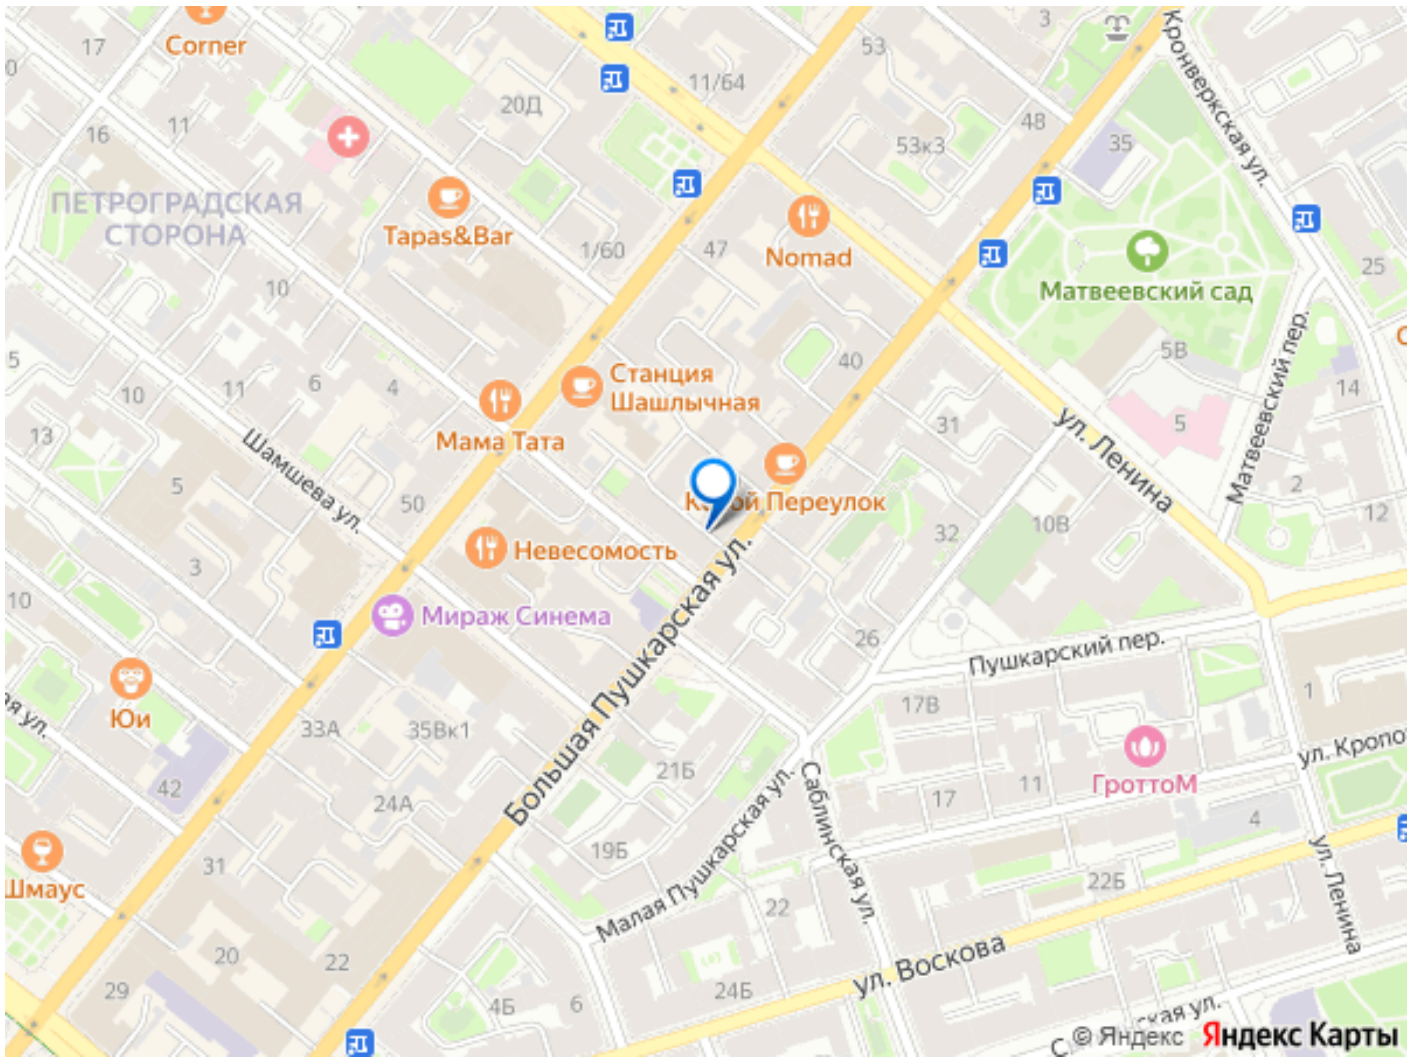 Corner
17
11
16
20Д
11/64
53
3
53к3
48
35
Кронверкская ул.
ПЕТРОГРАДСКАЯ
СТОРОНА
Tapas&Bar
1/60
47
Nomad
Матвеевский сад
25
10
5В
14
Матвеевский пер.
5
10
11
6
4
Станция
Шашлычная
40
31
5
ул. Ленина
2
12
13
Шамшева ул.
Мама Тата
5
50
Переулок
32
10В
3
Невесомость
10
Мираж Синема
Большая Пушкарская ул.
26
Пушкарский пер.
1
Юи
33А
35Вк1
17В
ГроттоМ
42
24А
21Б
17
11
4
Малая Пушкарская ул.
Саблинская ул.
ул. Ленина
Шмаус
31
19Б
22
22Б
20
22
29
4Б
6
24Б
ул. Воскова
© Яндекс Яндекс Карты